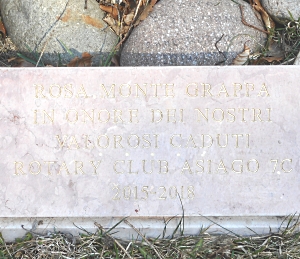 ROSA MONTE GRAPPA
IN ONORE DEI NOSTRI
VALOROSI CADUTI
ROTARY CLUB ASIAGO 7C
2015-2018